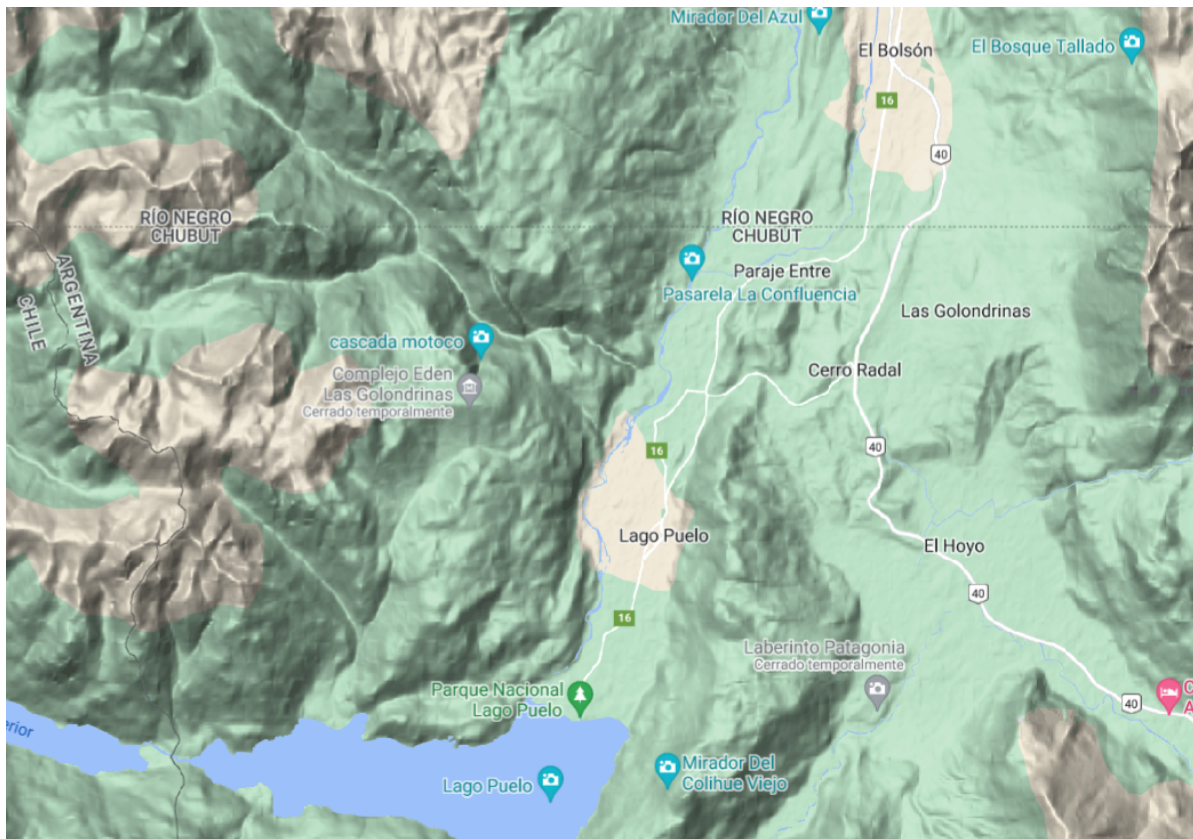 Mirador Del Azul
El Bolsón
El Bosque Tallado
16
40
RÍO NEGRO
CHUBUT
RÍO NEGRO
CHUBUT
ARGENTINA
CHILE
Paraje Entre
Pasarela La Confluencia
Las Golondrinas
cascada motoco
Complejo Eden
Las Golondrinas
Cerrado temporalmente
Cerro Radal
16
40
Lago Puelo
El Hoyo
40
16
Laberinto Patagonia
Cerrado temporalmente
Parque Nacional
Lago Puelo
40
C
A
erior
Lago Puelo
Mirador Del
Colihue Viejo